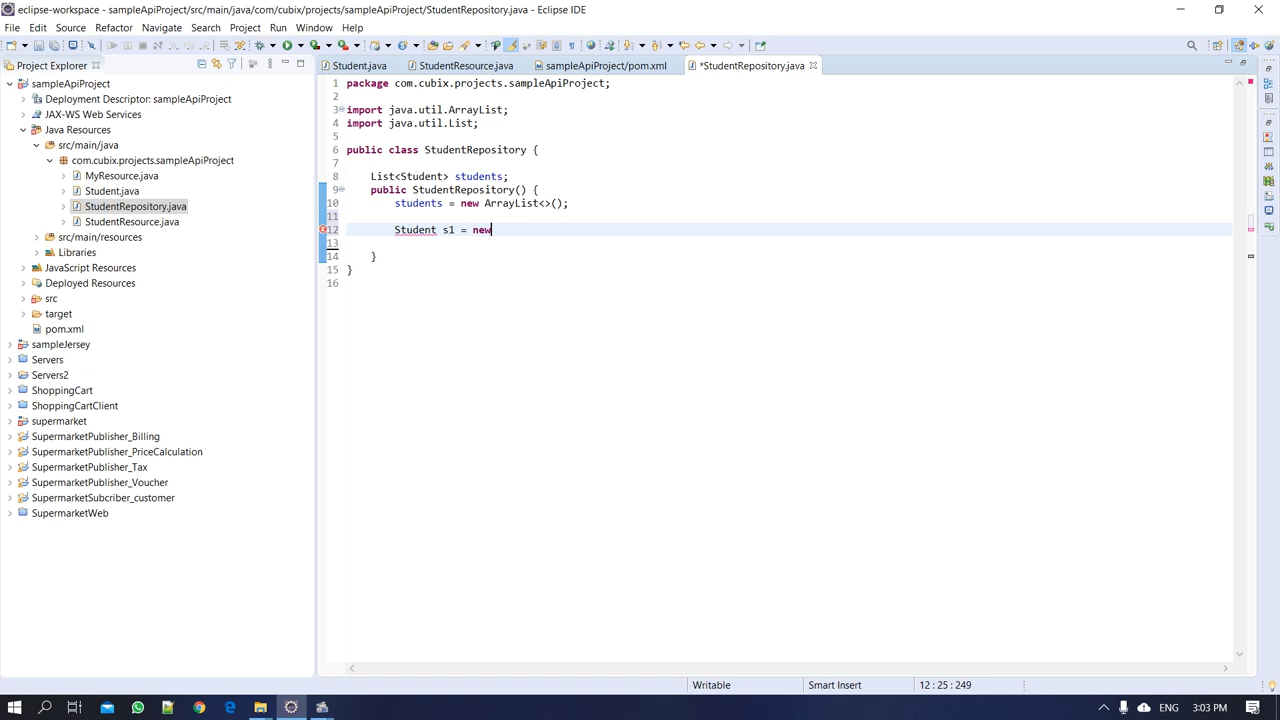 eclipse-workspace - sampleApiProject/src/main/java/com/cubix/projects/sampleApiProject/StudentRepository.java - Eclipse IDE
File Edit Source Refactor Navigate Search Project Run Window Help
Project Explorer
Student.java StudentResource.java sampleApiProject/pom.xml *StudentRepository.java
sampleApiProject
Deployment Descriptor: sampleApiProject
JAX-WS Web Services
Java Resources
src/main/java
com.cubix.projects.sampleApiProject
MyResource.java
Student.java
StudentRepository.java
StudentResource.java
src/main/resources
Libraries
JavaScript Resources
Deployed Resources
src
target
pom.xml
sampleJersey
Servers
Servers2
ShoppingCart
ShoppingCartClient
supermarket
SupermarketPublisher_Billing
SupermarketPublisher_PriceCalculation
SupermarketPublisher_Tax
SupermarketPublisher_Voucher
SupermarketSubcriber_customer
SupermarketWeb
1 package com.cubix.projects.sampleApiProject;
2
3 import java.util.ArrayList;
4 import java.util.List;
5
6 public class StudentRepository {
7
8 List<Student> students;
9 public StudentRepository() {
10 students = new ArrayList<>();
11
12 Student s1 = new
13
14 }
15 }
16
Writable Smart Insert 12 : 25 : 249
ENG 3:03 PM